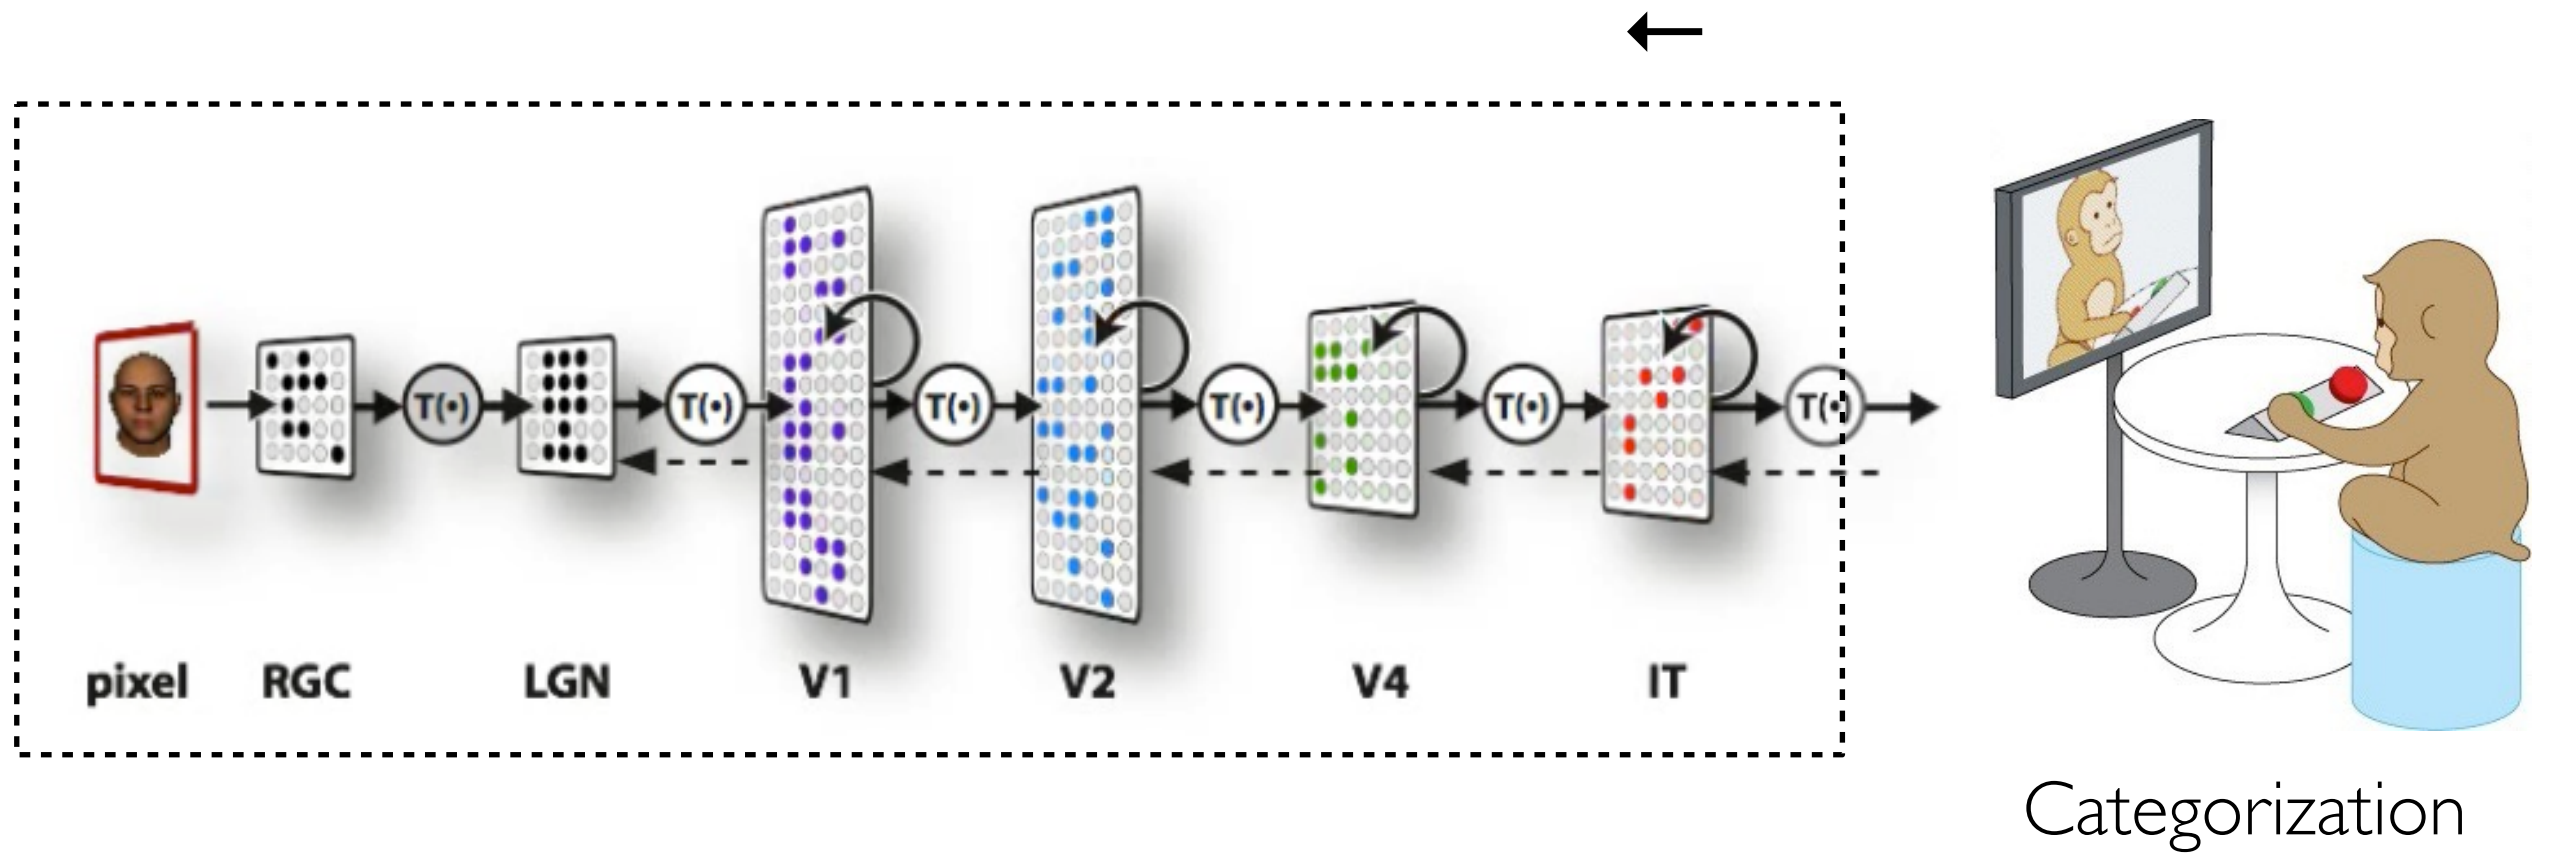 T(•) T(•) T(•) T(•) T(•) T(•)
pixel RGC LGN V1 V2 V4 IT
Categorization